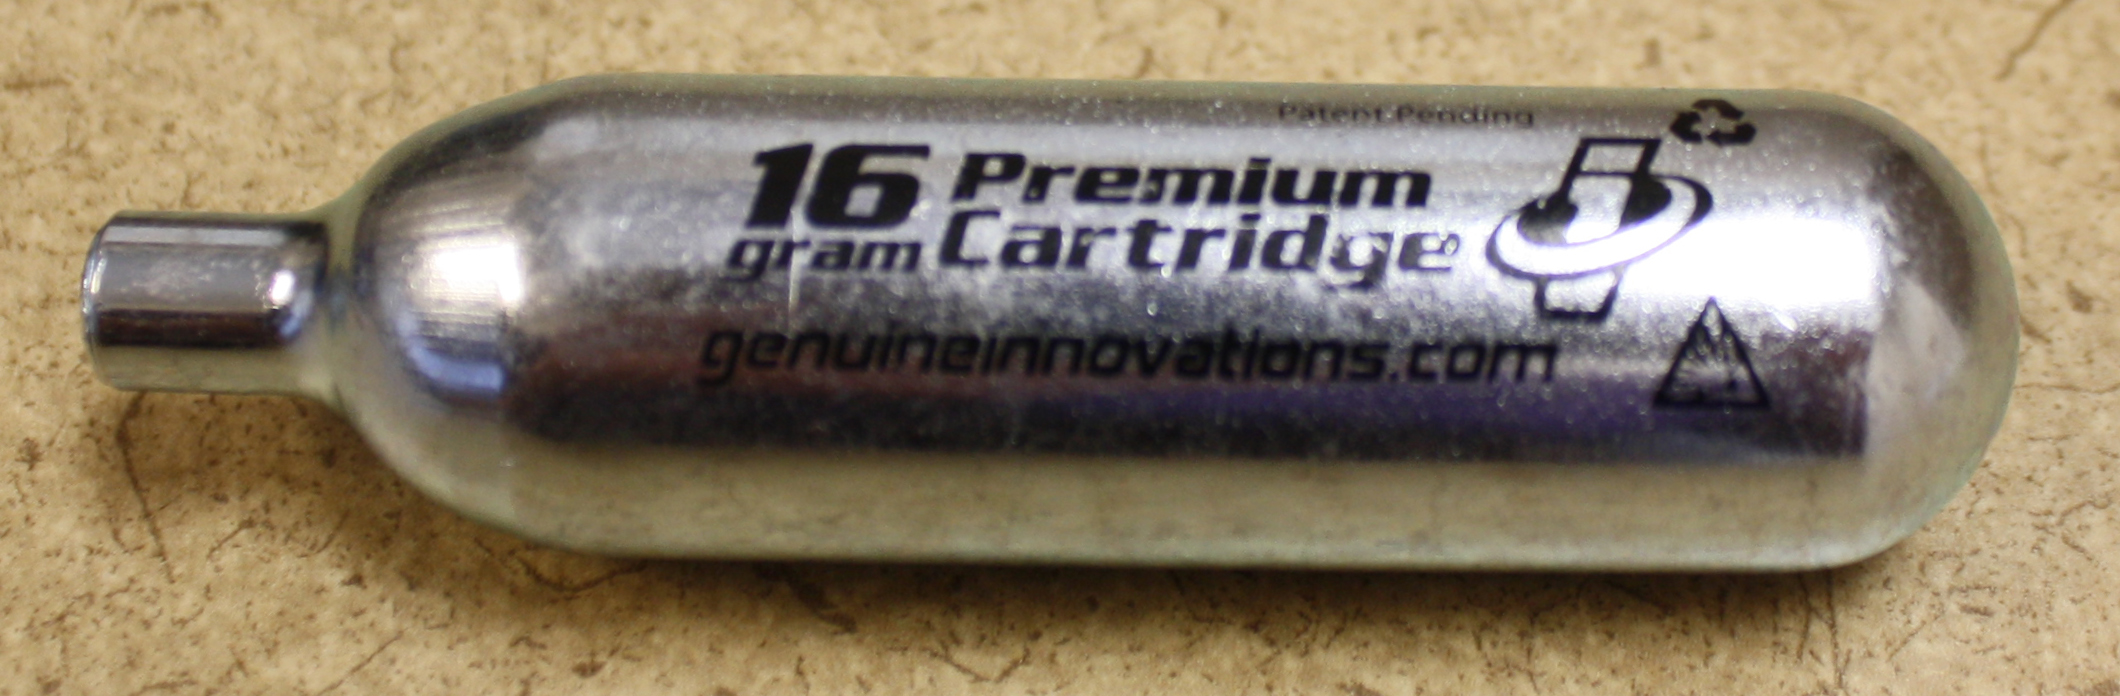 Patent Pending
16 Premium
gram Cartridge
genuineinnovations.com